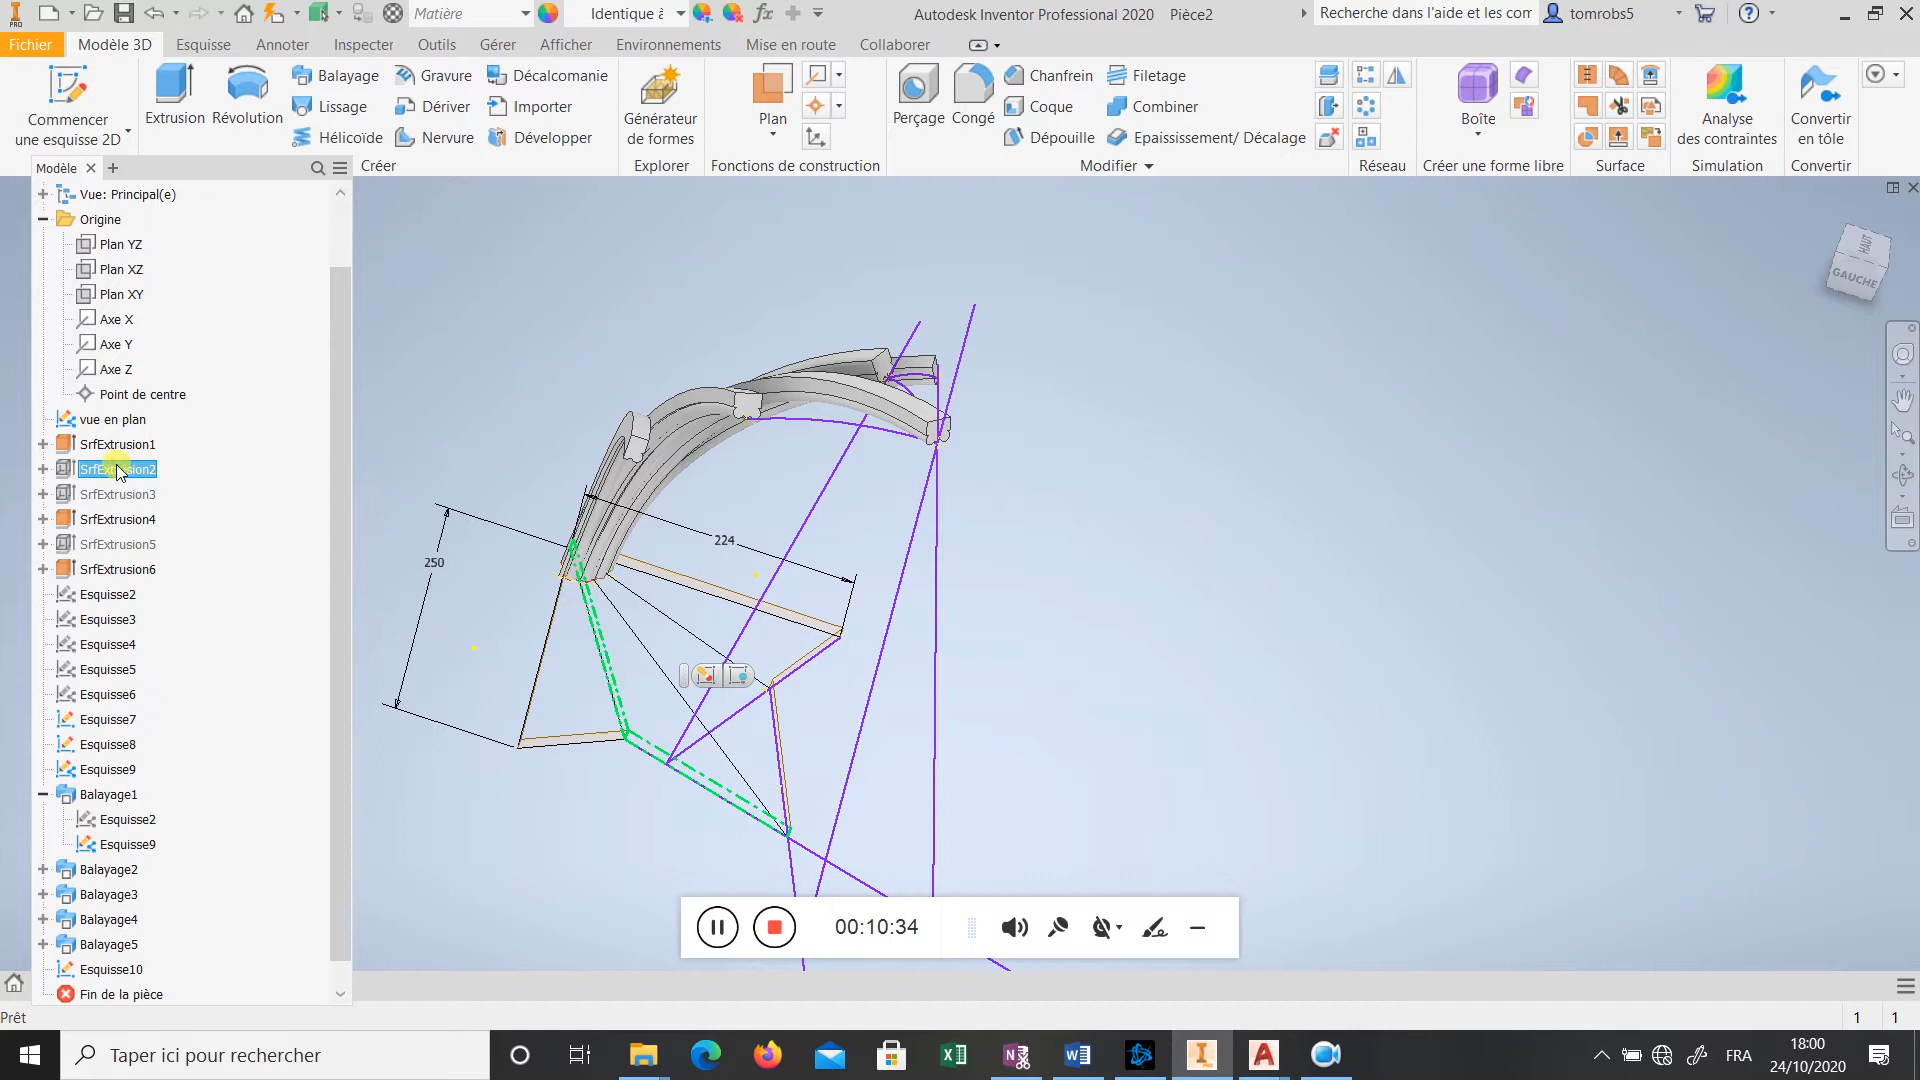 PRO
Matière
Identique à
fx
Autodesk Inventor Professional 2020 Pièce2
Recherche dans l'aide et les com
tomrobs5
Fichier
Modèle 3D
Esquisse
Annoter
Inspecter
Outils
Gérer
Afficher
Environnements
Mise en route
Collaborer
Commencer
une esquisse 2D
Extrusion
Révolution
Balayage
Lissage
Hélicoïde
Gravure
Dériver
Nervure
Décalcomanie
Importer
Développer
Générateur
de formes
Plan
Perçage
Congé
Chanfrein
Coque
Dépouille
Filetage
Combiner
Epaississement/ Décalage
Boîte
Analyse
des contraintes
Convertir
en tôle
Créer
Explorer
Fonctions de construction
Modifier
Réseau
Créer une forme libre
Surface
Simulation
Convertir
Modèle
Vue: Principal(e)
Origine
Plan YZ
Plan XZ
Plan XY
Axe X
Axe Y
Axe Z
Point de centre
vue en plan
SrfExtrusion1
SrfExtrusion2
SrfExtrusion3
SrfExtrusion4
SrfExtrusion5
SrfExtrusion6
Esquisse2
Esquisse3
Esquisse4
Esquisse5
Esquisse6
Esquisse7
Esquisse8
Esquisse9
Balayage1
Esquisse2
Esquisse9
Balayage2
Balayage3
Balayage4
Balayage5
Esquisse10
Fin de la pièce
HAUT
GAUCHE
224
250
00:10:34
Prêt
1 1
Taper ici pour rechercher
FRA
18:00
24/10/2020